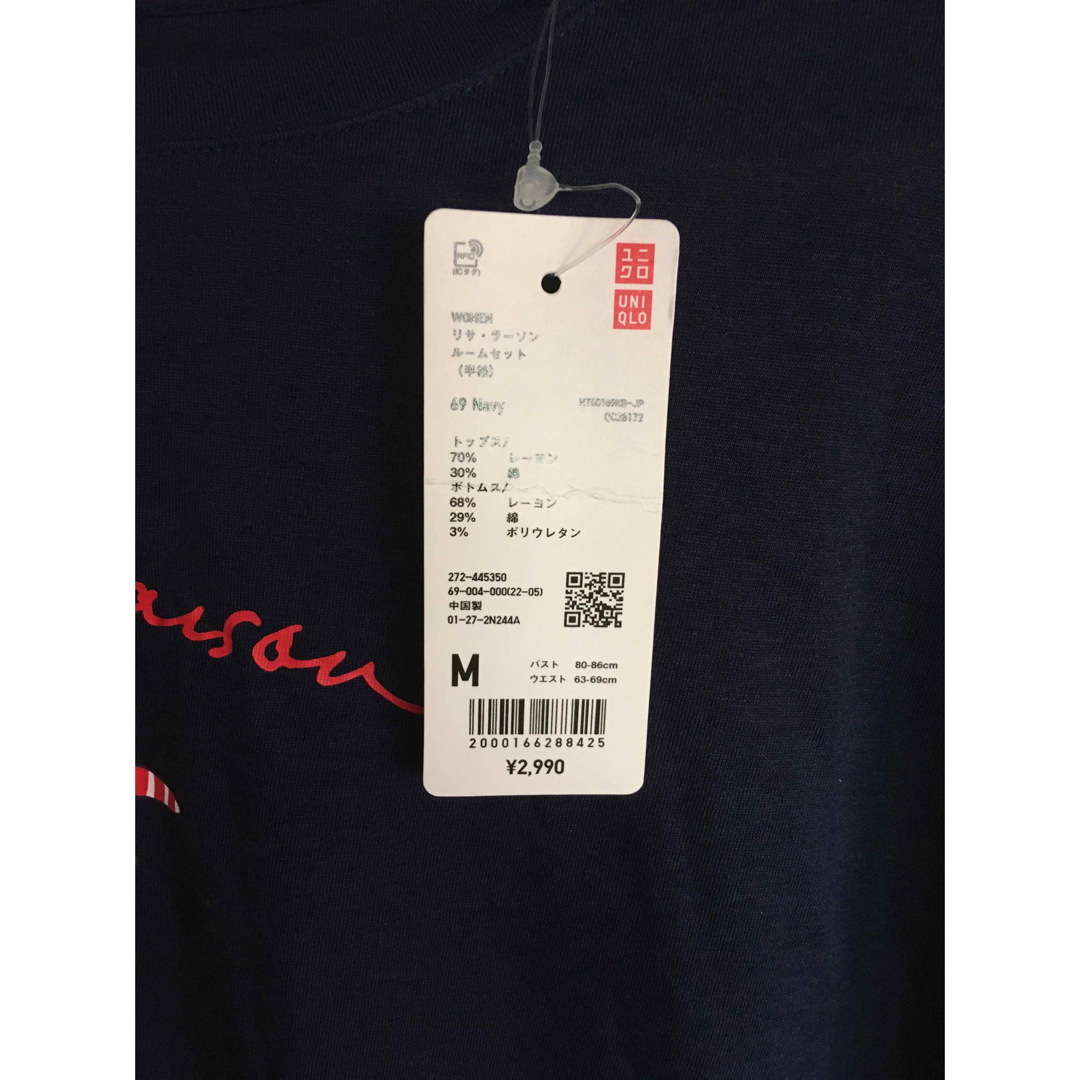 RFID
(ICタグ)
ユニ
クロ
UNI
QLO
WOMEN
リサ・ラーソン
ルームセット
(半袖)
69 Navy
QC26172
トップス/
70% レーヨン
30% 綿
ボトムス/
68% レーヨン
29% 綿
3% ポリウレタン
272-445350
69-004-000(22-05)
中国製
01-27-2N244A
M
バスト 80-86cm
ウエスト 63-69cm
2000166288425
¥2,990